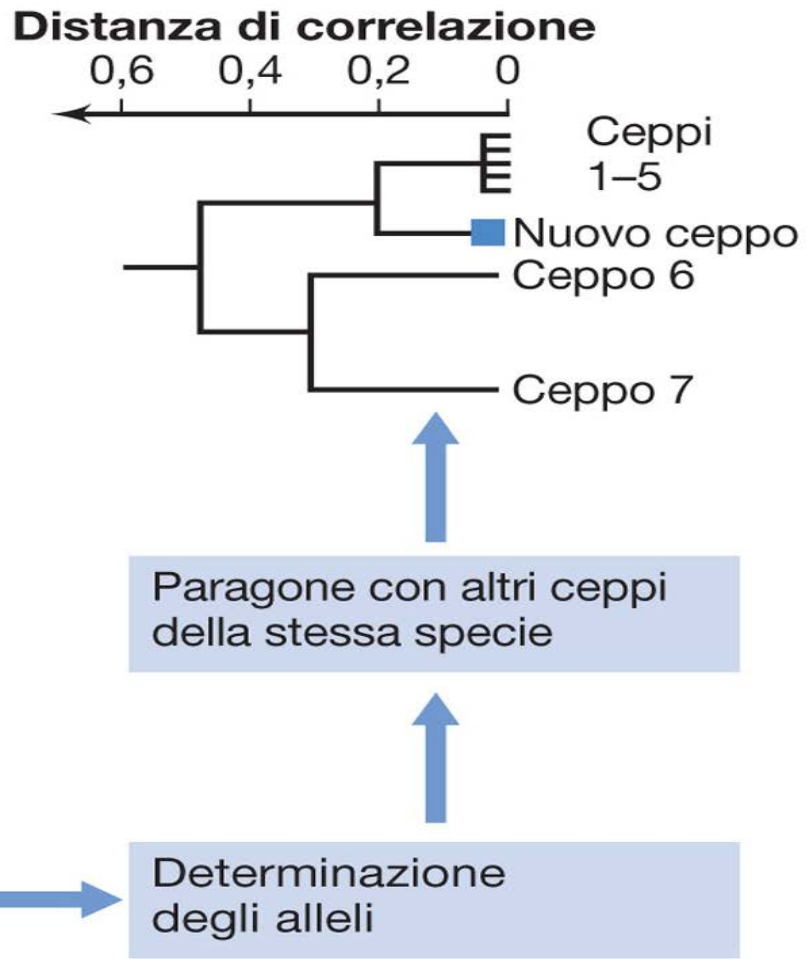 Distanza di correlazione
0,6 0,4 0,2 0
Ceppi
1–5
Nuovo ceppo
Ceppo 6
Ceppo 7
Paragone con altri ceppi
della stessa specie
Determinazione
degli alleli